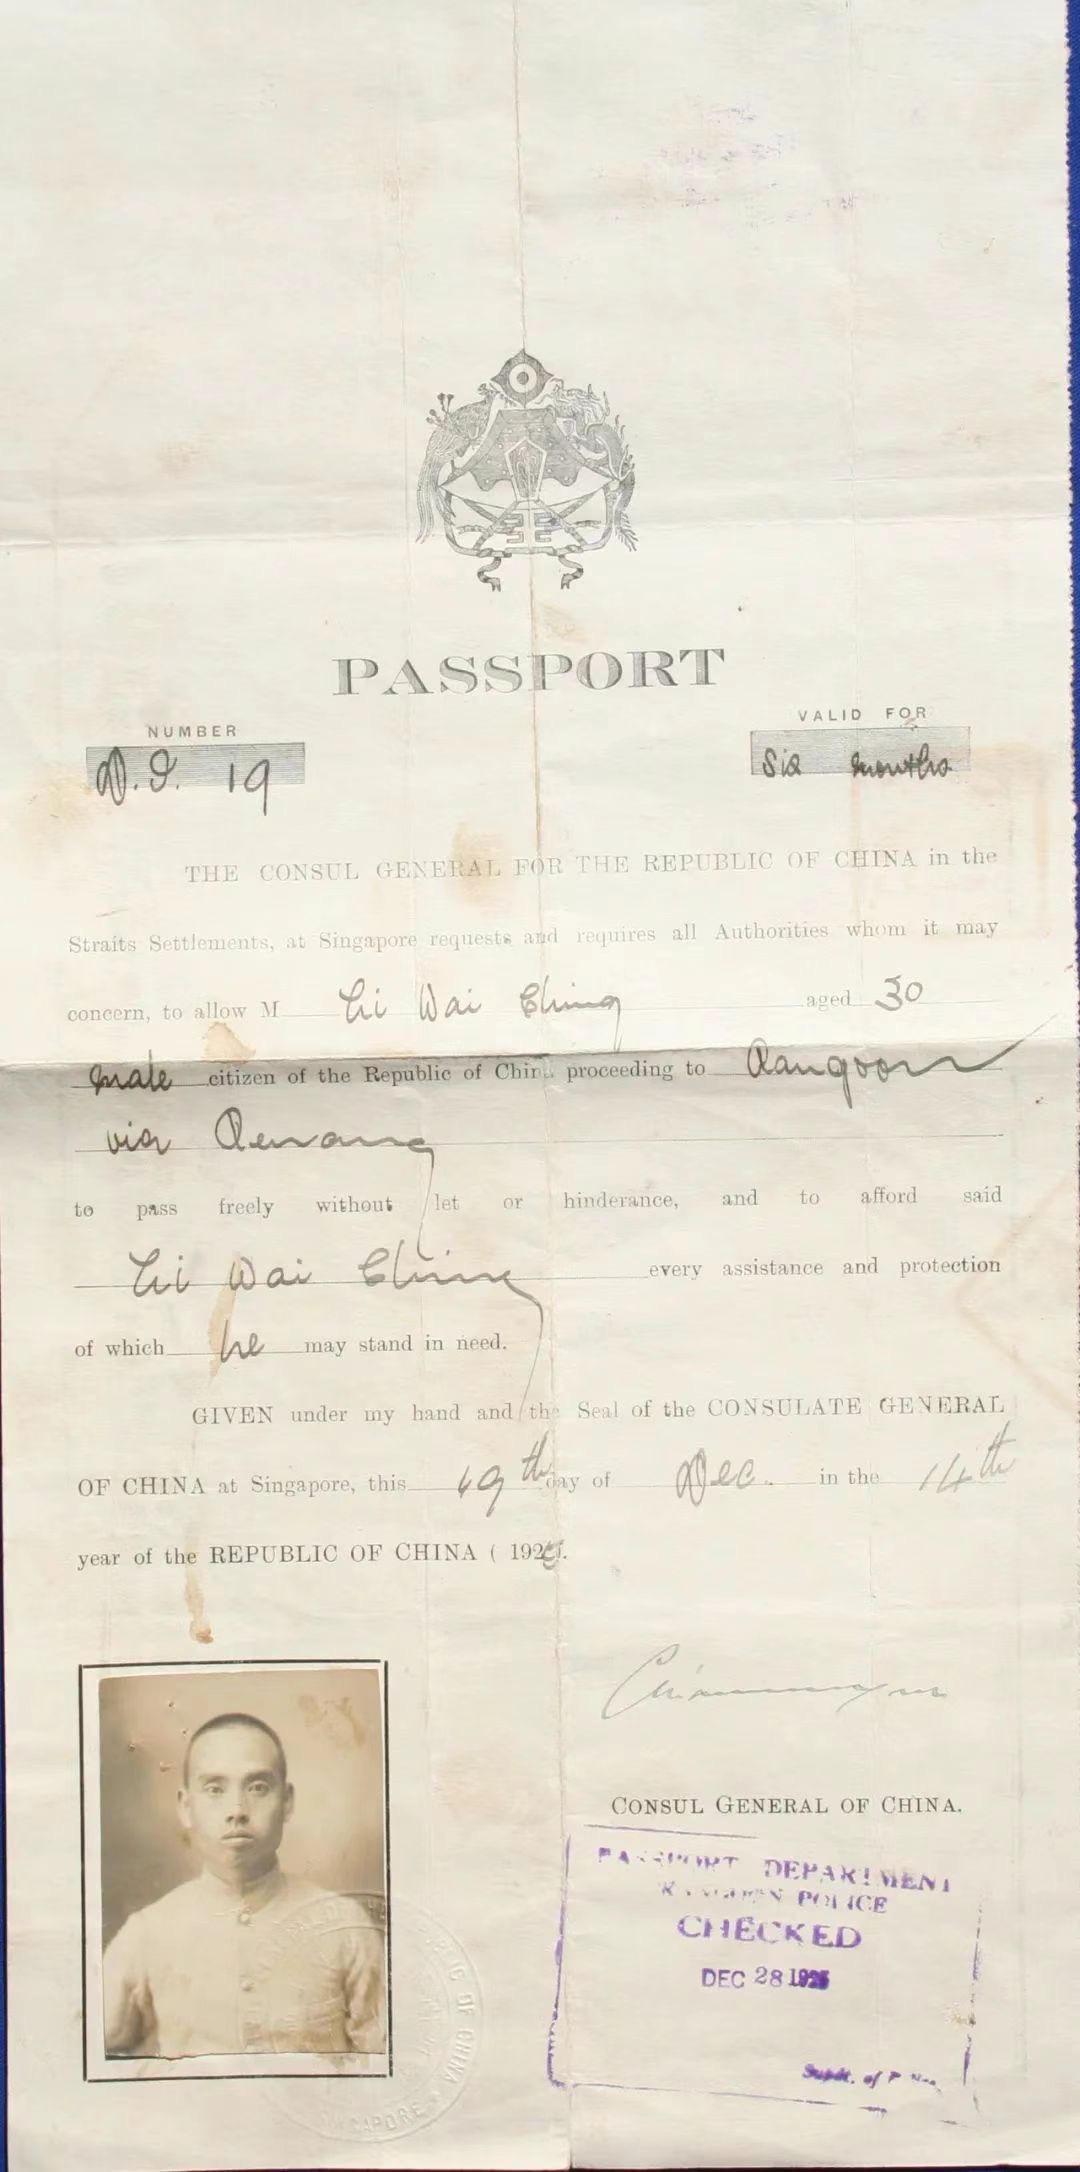 PASSPORT
NUMBER
VALID FOR
D.I. 19
Six months
THE CONSUL GENERAL FOR THE REPUBLIC OF CHINA in the
Straits Settlements, at Singapore requests and requires all Authorities whom it may
concern, to allow M Li Wai Ching aged 30
male citizen of the Republic of China proceeding to Rangoon
via Penang
to pass freely without let or hinderance, and to afford said
Li Wai Ching every assistance and protection
of which he may stand in need.
GIVEN under my hand and the Seal of the CONSULATE GENERAL
OF CHINA at Singapore, this 19th day of Dec. in the 14th
year of the REPUBLIC OF CHINA ( 1925).
CONSUL GENERAL OF CHINA.
PASSPORT DEPARTMENT
RANGOON POLICE
CHECKED
DEC 28 1925
Supdt. of P
REPUBLIC OF CHINA
SINGAPORE